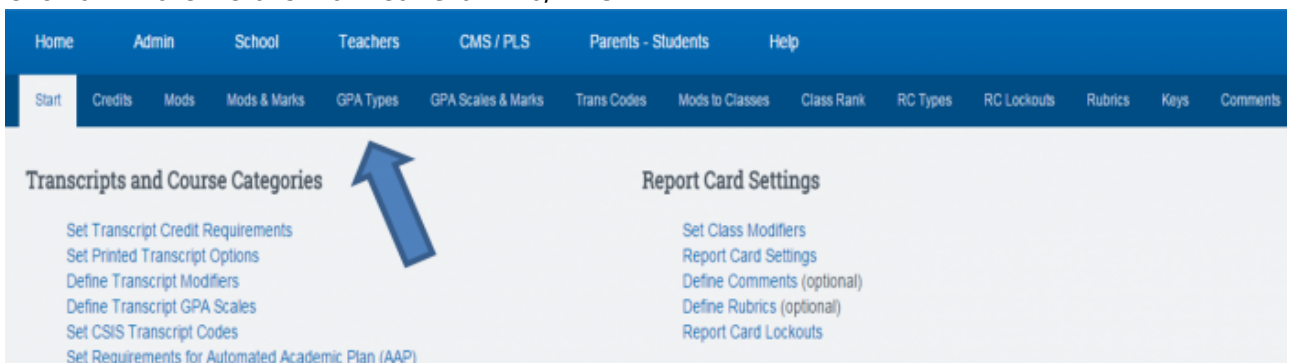 Home Admin School Teachers CMS / PLS Parents - Students Help
Start Credits Mods Mods & Marks GPA Types GPA Scales & Marks Trans Codes Mods to Classes Class Rank RC Types RC Lockouts Rubrics Keys Comments
Transcripts and Course Categories
Set Transcript Credit Requirements
Set Printed Transcript Options
Define Transcript Modifiers
Define Transcript GPA Scales
Set CSIS Transcript Codes
Set Requirements for Automated Academic Plan (AAP)
Report Card Settings
Set Class Modifiers
Report Card Settings
Define Comments (optional)
Define Rubrics (optional)
Report Card Lockouts